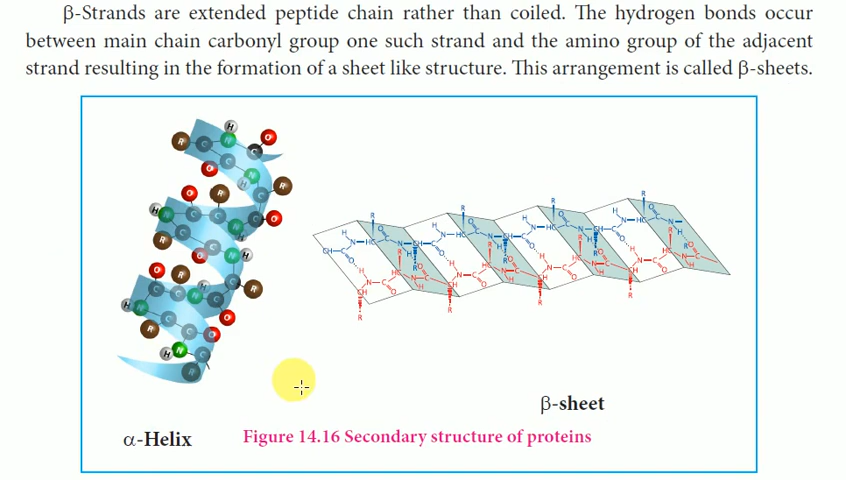 β-Strands are extended peptide chain rather than coiled. The hydrogen bonds occur
between main chain carbonyl group one such strand and the amino group of the adjacent
strand resulting in the formation of a sheet like structure. This arrangement is called β-sheets.
β-sheet
α-Helix
Figure 14.16 Secondary structure of proteins